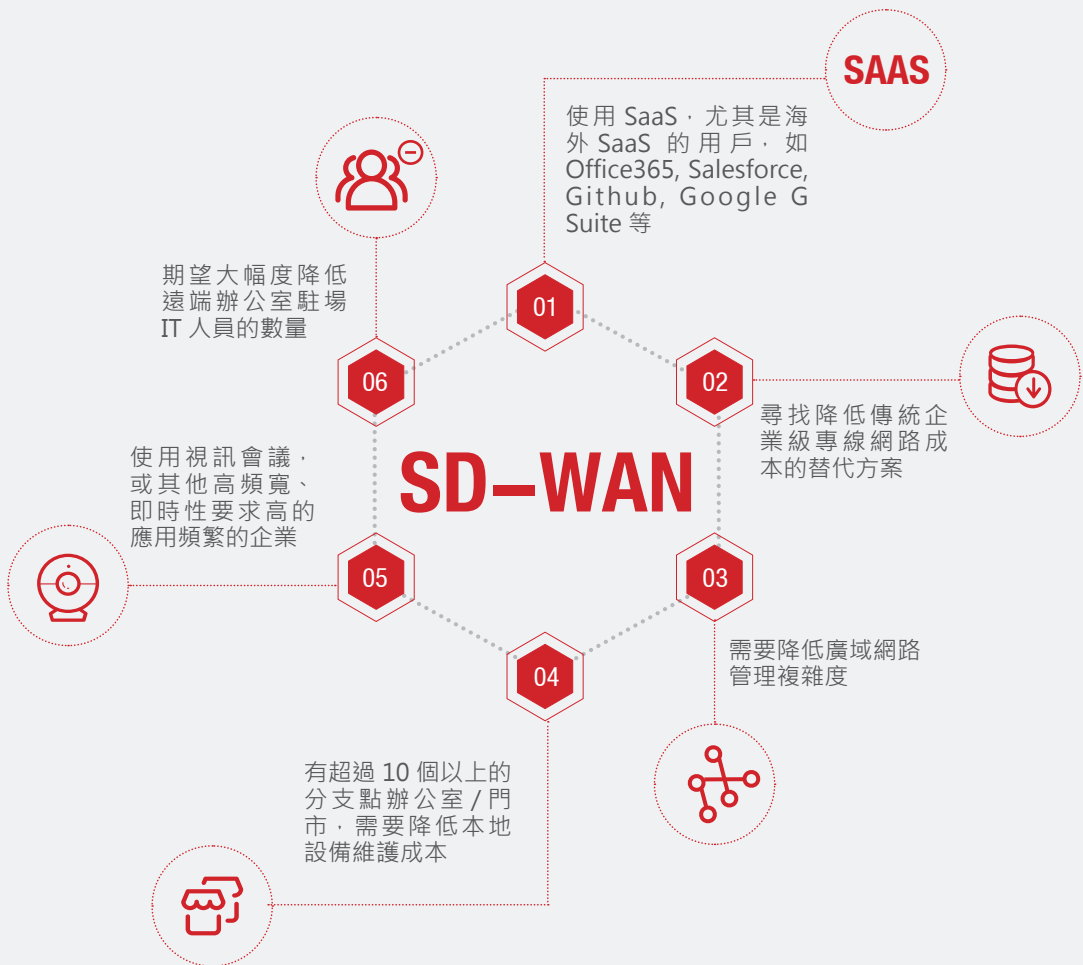 SAAS
使用 SaaS，尤其是海
外 SaaS 的用戶，如
Office365, Salesforce,
Github, Google G
Suite 等
01
期望大幅度降低
遠端辦公室駐場
IT 人員的數量
06
02
尋找降低傳統企
業級專線網路成
本的替代方案
使用視訊會議，
或其他高頻寬、
即時性要求高的
應用頻繁的企業
SD-WAN
05
03
需要降低廣域網路
管理複雜度
04
有超過 10 個以上的
分支點辦公室 / 門
市，需要降低本地
設備維護成本